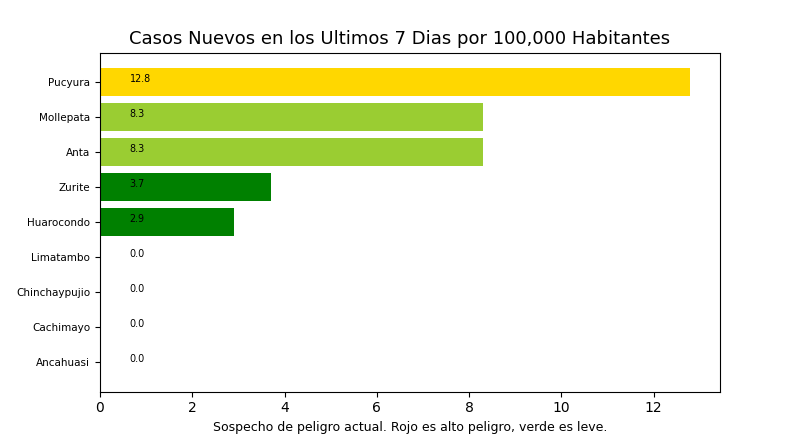 Casos Nuevos en los Ultimos 7 Dias por 100,000 Habitantes
Pucyura 12.8
Mollepata 8.3
Anta 8.3
Zurite 3.7
Huarocondo 2.9
Limatambo 0.0
Chinchaypujio 0.0
Cachimayo 0.0
Ancahuasi 0.0
0 2 4 6 8 10 12
Sospecho de peligro actual. Rojo es alto peligro, verde es leve.